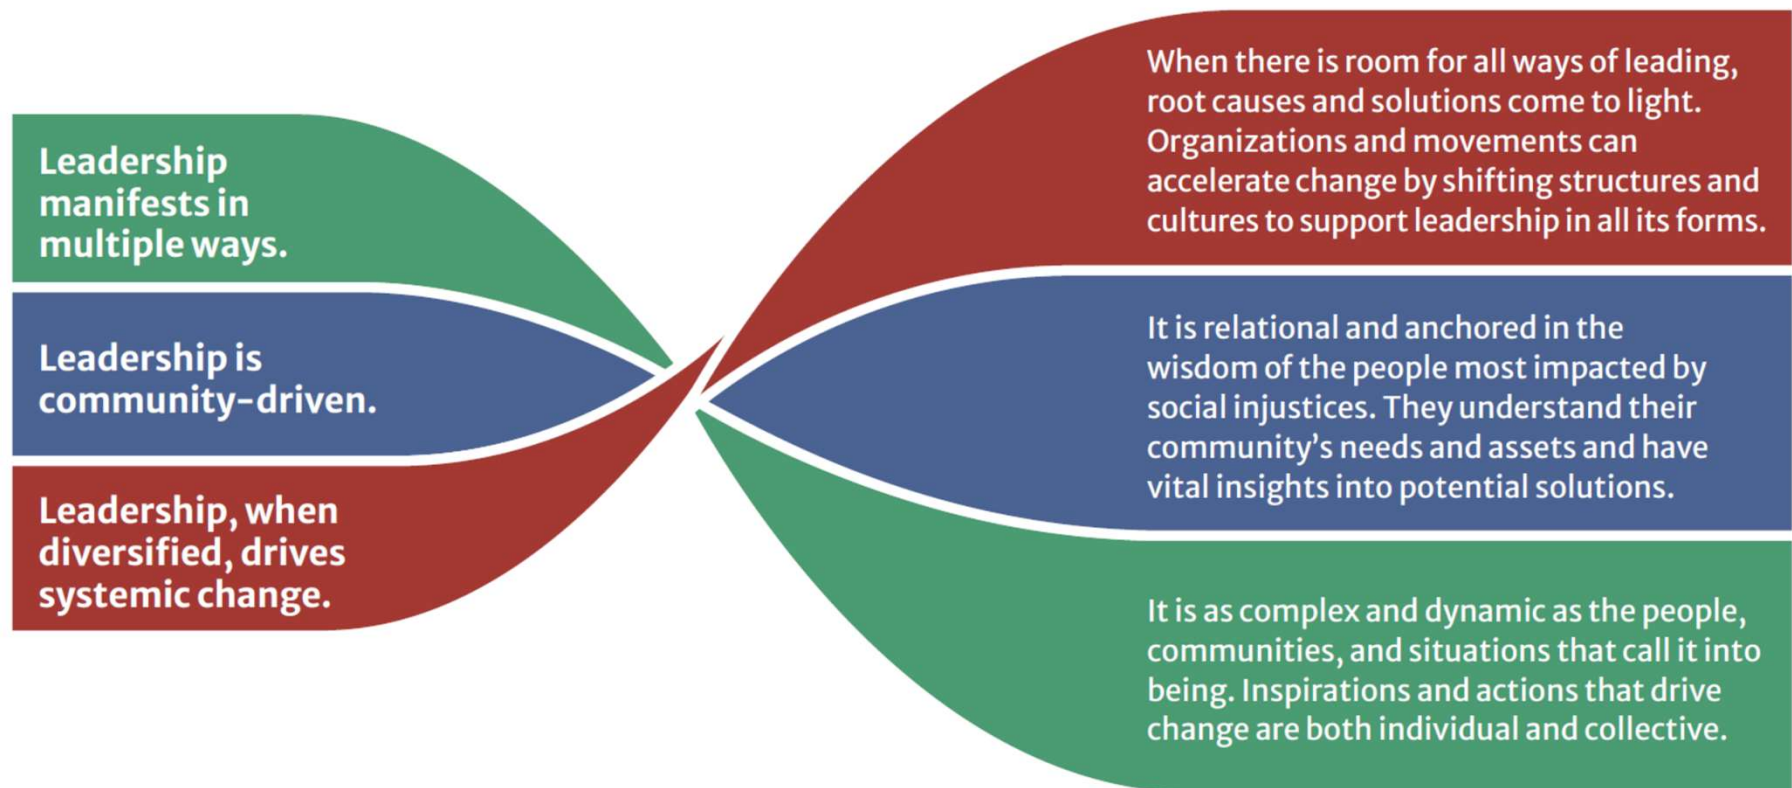 Leadership
manifests in
multiple ways.
Leadership is
community-driven.
Leadership, when
diversified, drives
systemic change.
When there is room for all ways of leading,
root causes and solutions come to light.
Organizations and movements can
accelerate change by shifting structures and
cultures to support leadership in all its forms.
It is relational and anchored in the
wisdom of the people most impacted by
social injustices. They understand their
community’s needs and assets and have
vital insights into potential solutions.
It is as complex and dynamic as the people,
communities, and situations that call it into
being. Inspirations and actions that drive
change are both individual and collective.